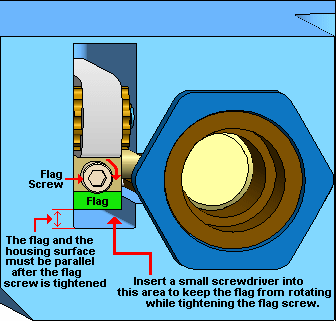 Flag
Screw
Flag
The flag and the
housing surface
must be parallel
after the flag
screw is tightened
Insert a small screwdriver into
this area to keep the flag from rotating
while tightening the flag screw.